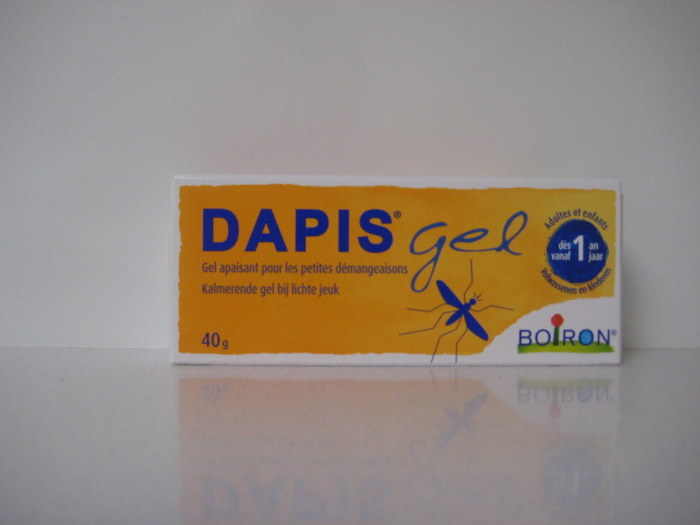 DAPIS® gel
Gel apaisant pour les petites démangeaisons
Kalmerende gel bij lichte jeuk
40 g
Adultes et enfants
dès 1 an
vanaf 1 jaar
Volwassenen en kinderen
BOIRON®